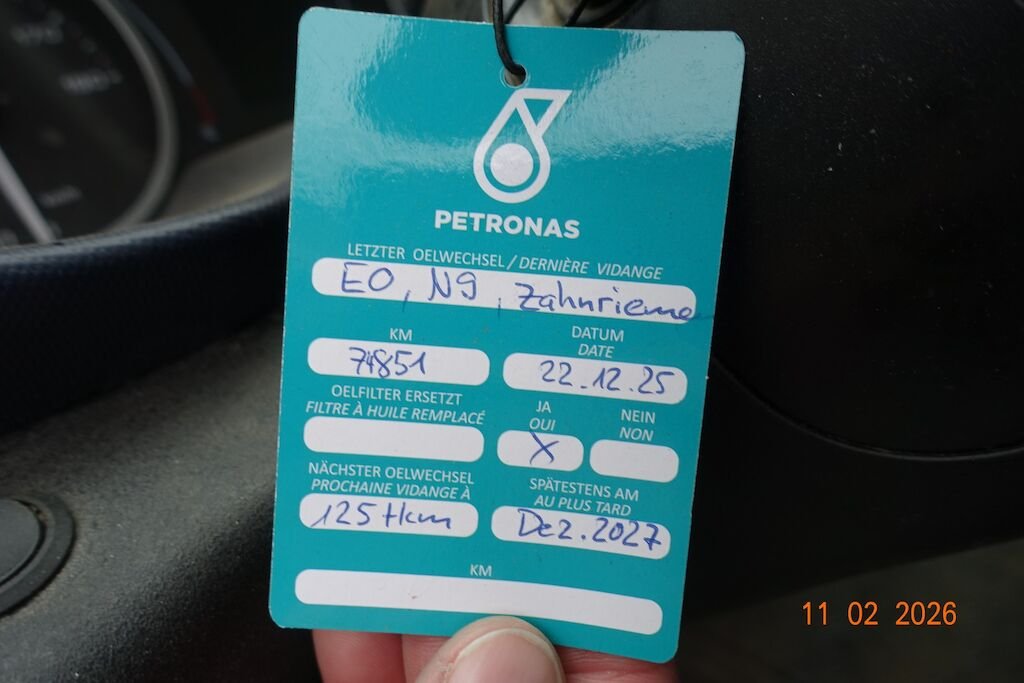 PETRONAS
LETZTER OELWECHSEL / DERNIÈRE VIDANGE
EO, N9, Zahnrieme
KM
74851
DATUM
DATE
22.12.25
OELFILTER ERSETZT
FILTRE À HUILE REMPLACÉ
JA
OUI
X
NEIN
NON
NÄCHSTER OELWECHSEL
PROCHAINE VIDANGE À
125 tkm
SPÄTESTENS AM
AU PLUS TARD
Dez. 2027
KM
11 02 2026